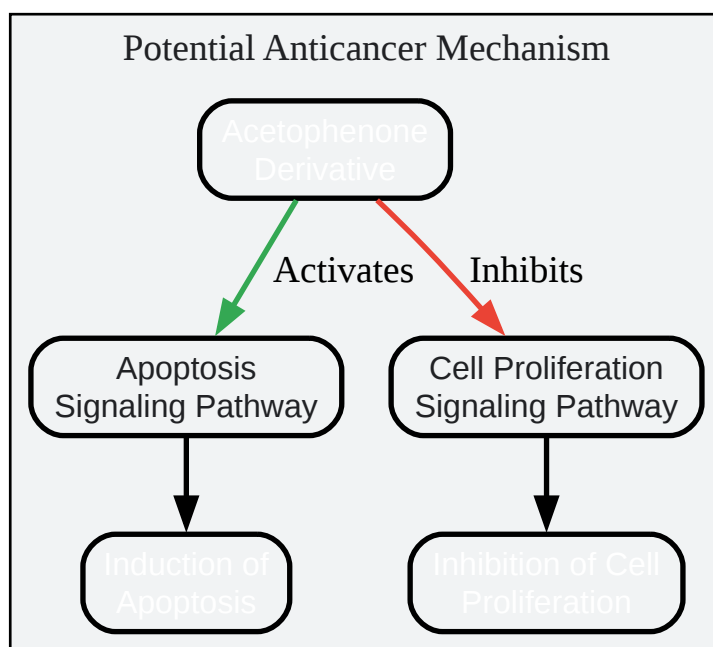 Potential Anticancer Mechanism
Acetophenone
Derivative
Activates
Inhibits
Apoptosis
Signaling Pathway
Cell Proliferation
Signaling Pathway
Induction of
Apoptosis
Inhibition of Cell
Proliferation